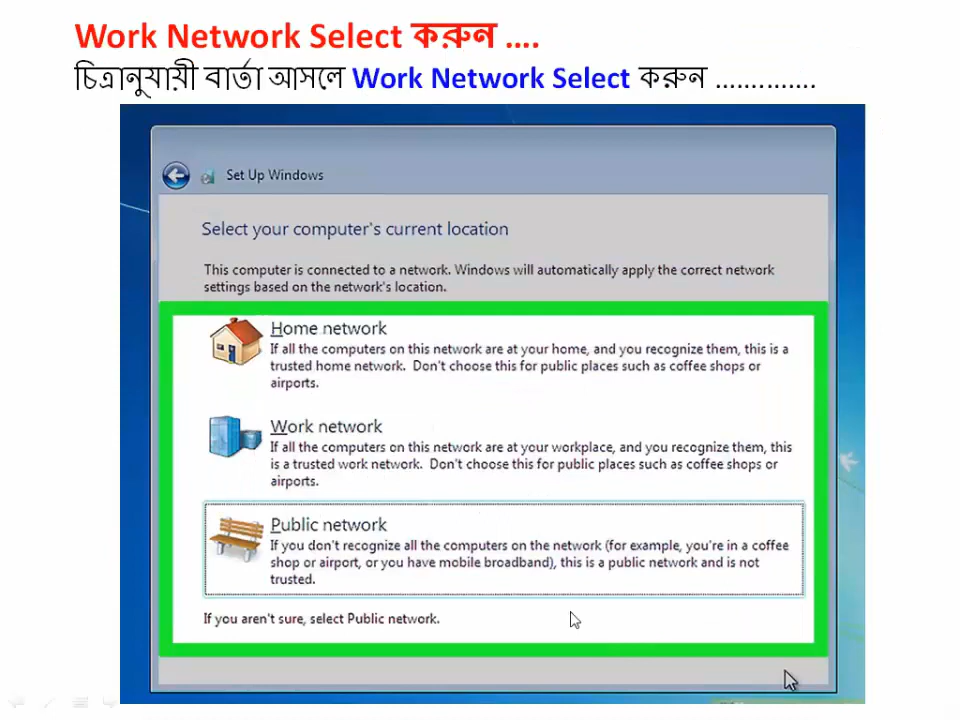 Work Network Select করুন ....
চিত্রানুযায়ী বার্তা আসলে Work Network Select করুন ..............
Set Up Windows
Select your computer's current location
This computer is connected to a network. Windows will automatically apply the correct network
settings based on the network's location.
Home network
If all the computers on this network are at your home, and you recognize them, this is a
trusted home network. Don't choose this for public places such as coffee shops or
airports.
Work network
If all the computers on this network are at your workplace, and you recognize them, this
is a trusted work network. Don't choose this for public places such as coffee shops or
airports.
Public network
If you don't recognize all the computers on the network (for example, you're in a coffee
shop or airport, or you have mobile broadband), this is a public network and is not
trusted.
If you aren't sure, select Public network.